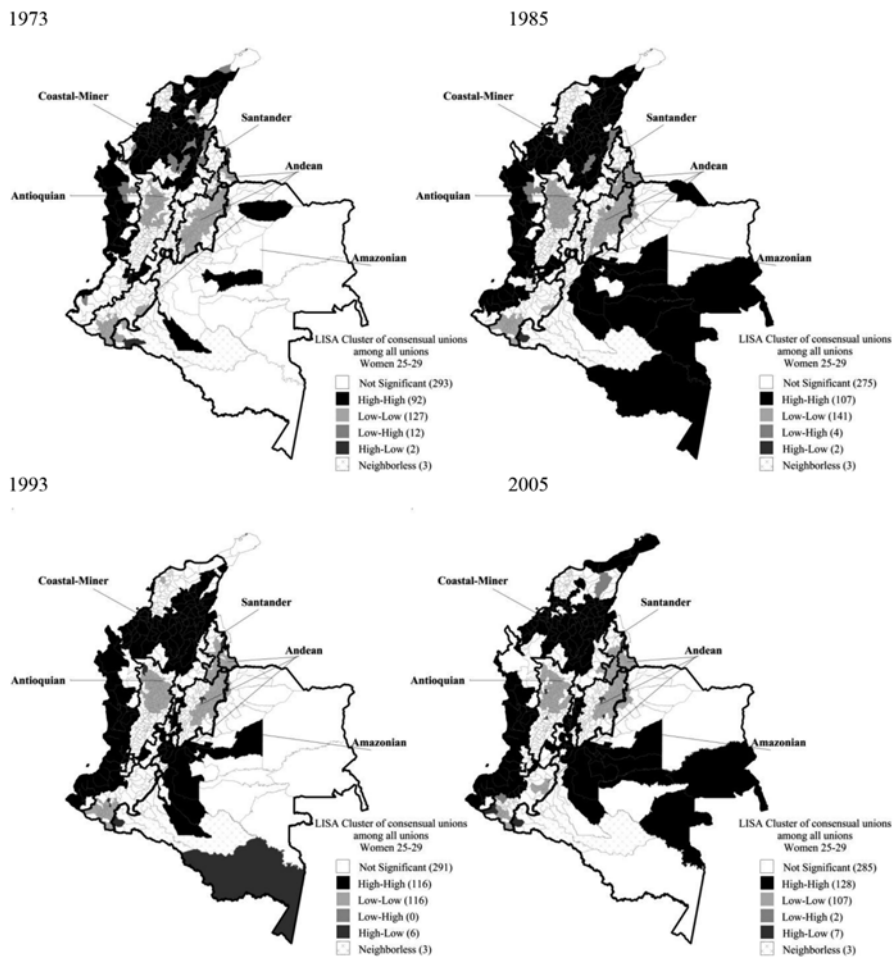 1973
Coastal-Miner
Santander
Andean
Antioquian
Amazonian
LISA Cluster of consensual unions
among all unions
Women 25-29
Not Significant (293)
High-High (92)
Low-Low (127)
Low-High (12)
High-Low (2)
Neighborless (3)
1985
Coastal-Miner
Santander
Andean
Antioquian
Amazonian
LISA Cluster of consensual unions
among all unions
Women 25-29
Not Significant (275)
High-High (107)
Low-Low (141)
Low-High (4)
High-Low (2)
Neighborless (3)
1993
Coastal-Miner
Santander
Andean
Antioquian
Amazonian
LISA Cluster of consensual unions
among all unions
Women 25-29
Not Significant (291)
High-High (116)
Low-Low (116)
Low-High (0)
High-Low (6)
Neighborless (3)
2005
Coastal-Miner
Santander
Andean
Antioquian
Amazonian
LISA Cluster of consensual unions
among all unions
Women 25-29
Not Significant (285)
High-High (128)
Low-Low (107)
Low-High (2)
High-Low (7)
Neighborless (3)